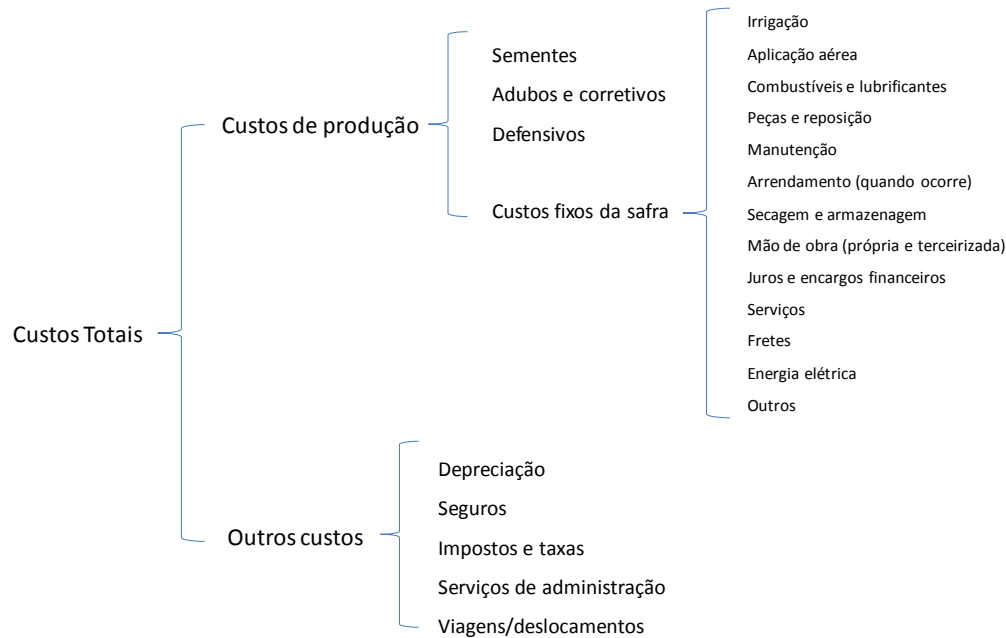 Custos Totais
Custos de produção
Sementes
Adubos e corretivos
Defensivos
Custos fixos da safra
Irrigação
Aplicação aérea
Combustíveis e lubrificantes
Peças e reposição
Manutenção
Arrendamento (quando ocorre)
Secagem e armazenagem
Mão de obra (própria e terceirizada)
Juros e encargos financeiros
Serviços
Fretes
Energia elétrica
Outros
Outros custos
Depreciação
Seguros
Impostos e taxas
Serviços de administração
Viagens/deslocamentos